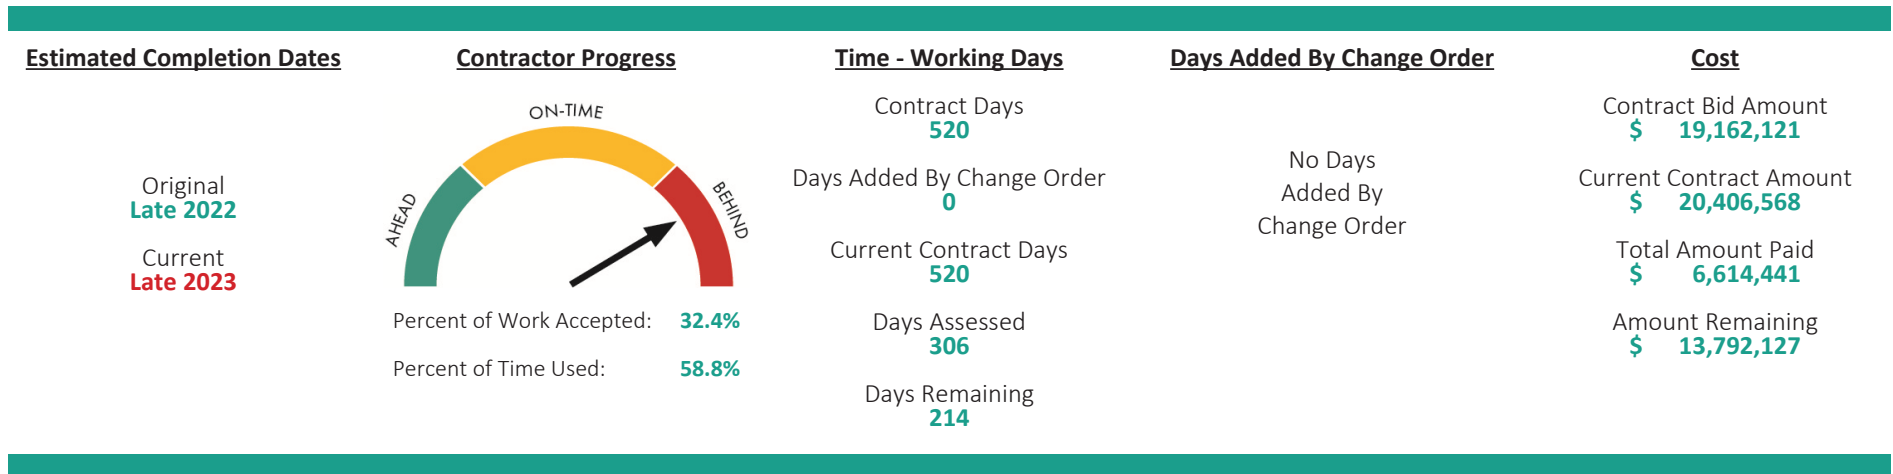 Estimated Completion Dates
Original
Late 2022
Current
Late 2023
Contractor Progress
ON-TIME
AHEAD
BEHIND
Percent of Work Accepted: 32.4%
Percent of Time Used: 58.8%
Time - Working Days
Contract Days
520
Days Added By Change Order
0
Current Contract Days
520
Days Assessed
306
Days Remaining
214
Days Added By Change Order
No Days
Added By
Change Order
Cost
Contract Bid Amount
$ 19,162,121
Current Contract Amount
$ 20,406,568
Total Amount Paid
$ 6,614,441
Amount Remaining
$ 13,792,127